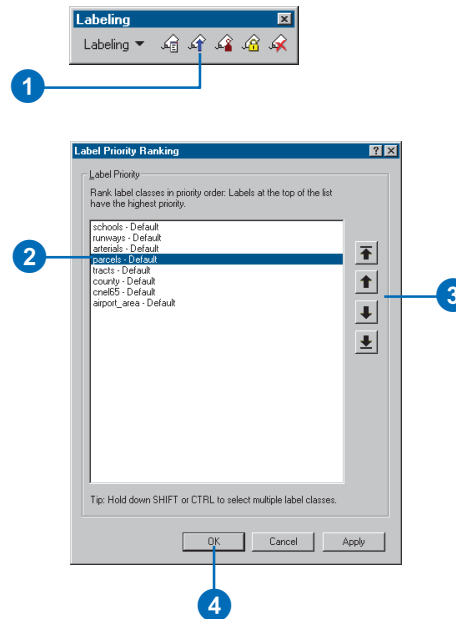 Labeling
Labeling
1
Label Priority Ranking
Label Priority
Rank label classes in priority order. Labels at the top of the list
have the highest priority.
schools - Default
runways - Default
arterials - Default
2
parcels - Default
tracts - Default
county - Default
cnel65 - Default
airport_area - Default
3
Tip: Hold down SHIFT or CTRL to select multiple label classes.
OK
Cancel
Apply
4